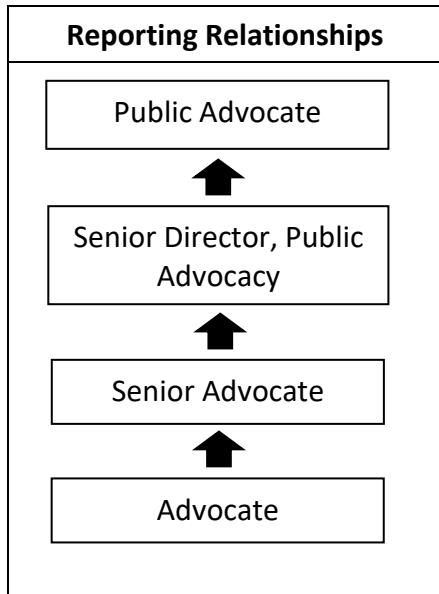 Reporting Relationships
Public Advocate
Senior Director, Public
Advocacy
Senior Advocate
Advocate